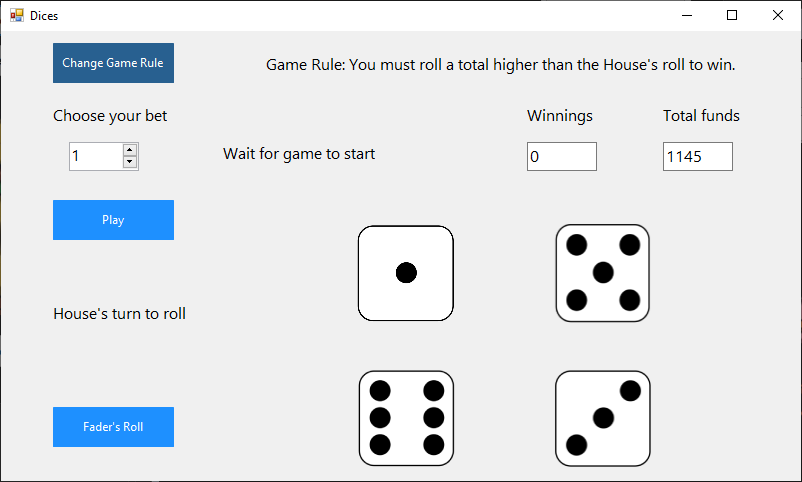 Dices
Change Game Rule
Game Rule: You must roll a total higher than the House's roll to win.
Choose your bet
Winnings
Total funds
1
Wait for game to start
0
1145
Play
House's turn to roll
Fader's Roll